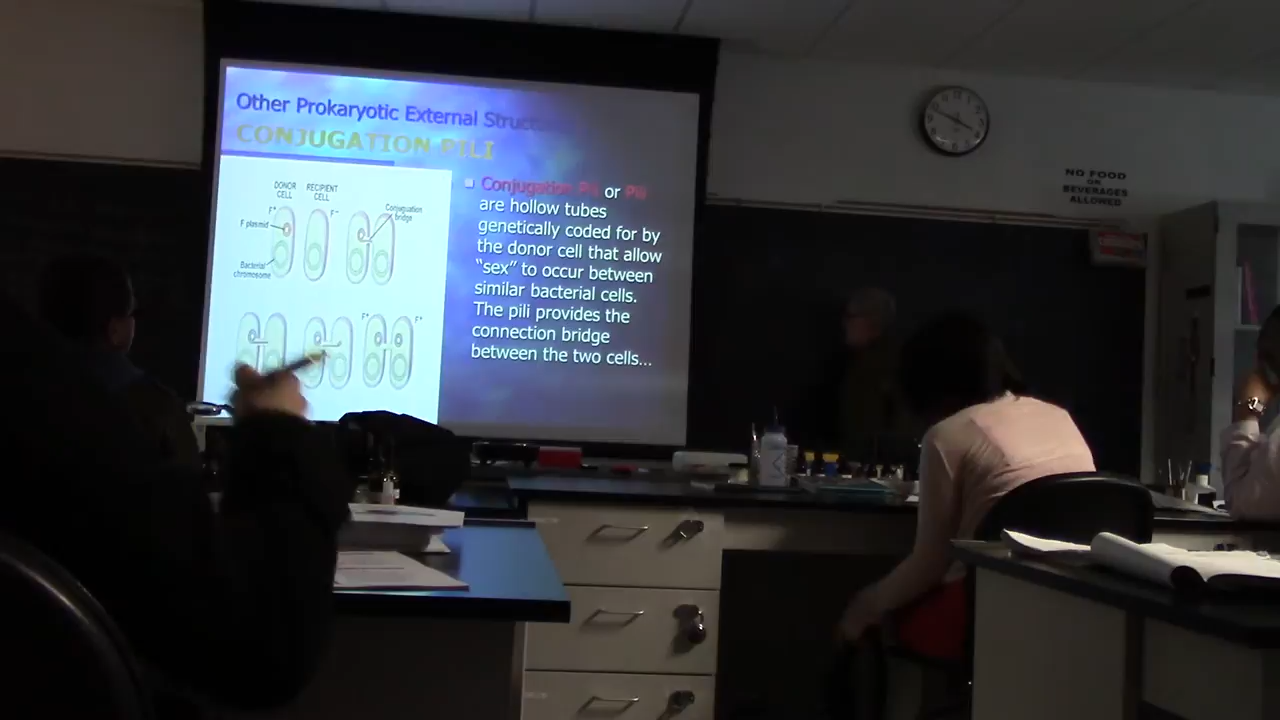 Other Prokaryotic External Struct
CONJUGATION PILI
DONOR CELL
RECIPIENT CELL
F+
F-
F plasmid
Bacterial chromosome
Conjugation bridge
F+
F+
Conjugation Pili or Pili
are hollow tubes
genetically coded for by
the donor cell that allow
"sex" to occur between
similar bacterial cells.
The pili provides the
connection bridge
between the two cells...
NO FOOD
OR
BEVERAGES
ALLOWED